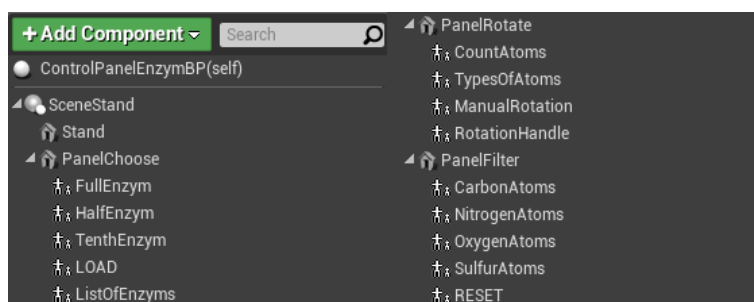 +Add Component
Search
ControlPanelEnzymBP(self)
SceneStand
Stand
PanelChoose
FullEnzym
HalfEnzym
TenthEnzym
LOAD
ListOfEnzyms
PanelRotate
CountAtoms
TypesOfAtoms
ManualRotation
RotationHandle
PanelFilter
CarbonAtoms
NitrogenAtoms
OxygenAtoms
SulfurAtoms
RESET